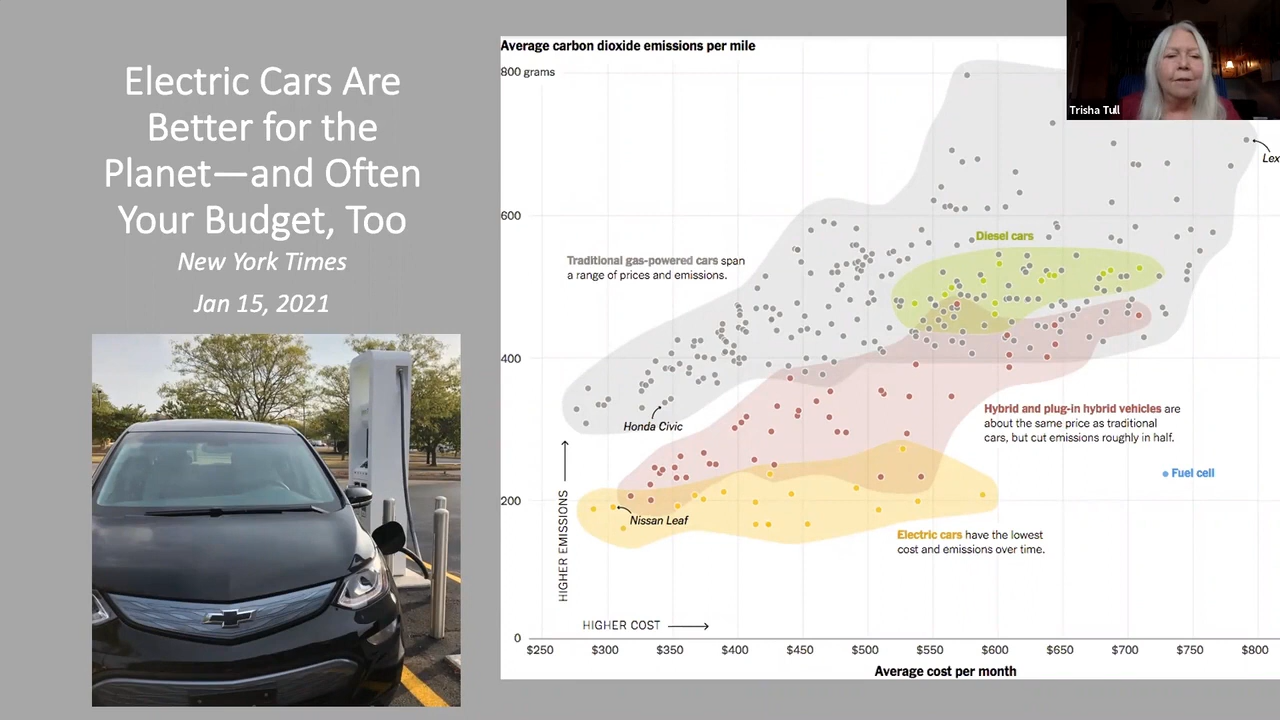 Electric Cars Are
Better for the
Planet—and Often
Your Budget, Too
New York Times
Jan 15, 2021
Average carbon dioxide emissions per mile
800 grams
Trisha Tull
Lex
600
Diesel cars
Traditional gas-powered cars span
a range of prices and emissions.
400
Honda Civic
Hybrid and plug-in hybrid vehicles are
about the same price as traditional
cars, but cut emissions roughly in half.
Fuel cell
200
Nissan Leaf
Electric cars have the lowest
cost and emissions over time.
HIGHER EMISSIONS
HIGHER COST
0
$250 $300 $350 $400 $450 $500 $550 $600 $650 $700 $750 $800
Average cost per month